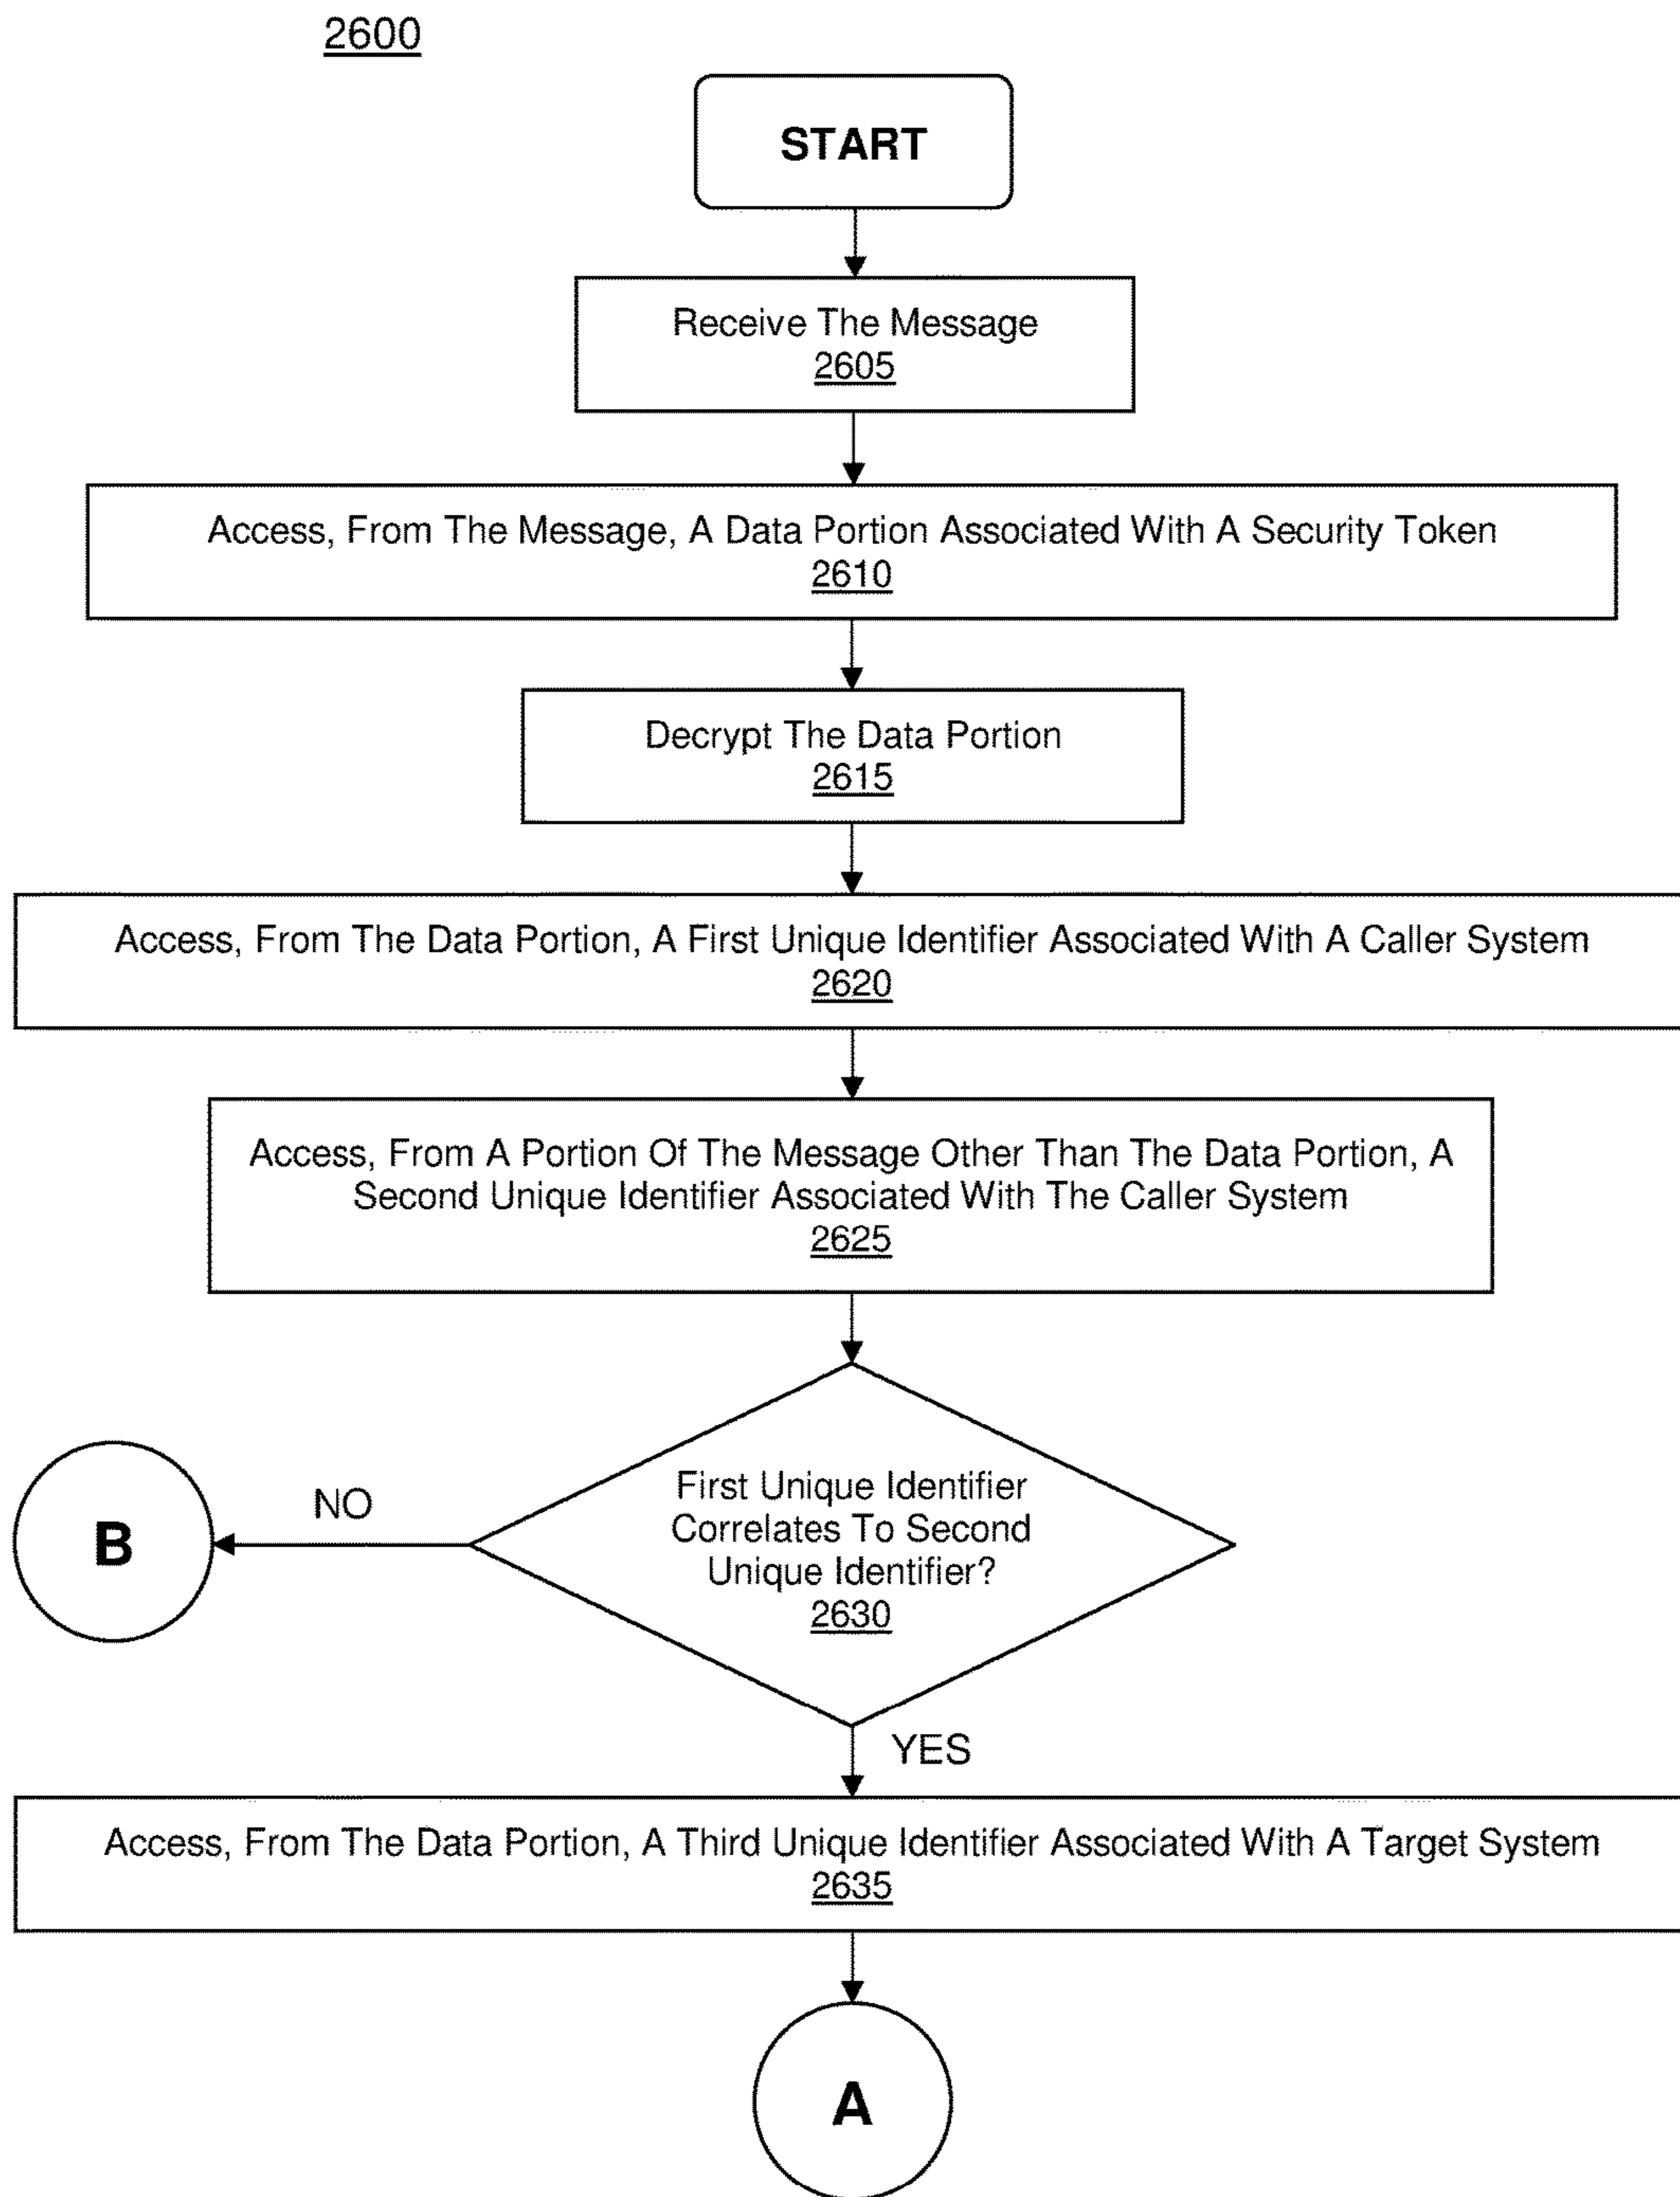 2600
START
Receive The Message
2605
Access, From The Message, A Data Portion Associated With A Security Token
2610
Decrypt The Data Portion
2615
Access, From The Data Portion, A First Unique Identifier Associated With A Caller System
2620
Access, From A Portion Of The Message Other Than The Data Portion, A
Second Unique Identifier Associated With The Caller System
2625
First Unique Identifier
Correlates To Second
Unique Identifier?
2630
NO
B
YES
Access, From The Data Portion, A Third Unique Identifier Associated With A Target System
2635
A